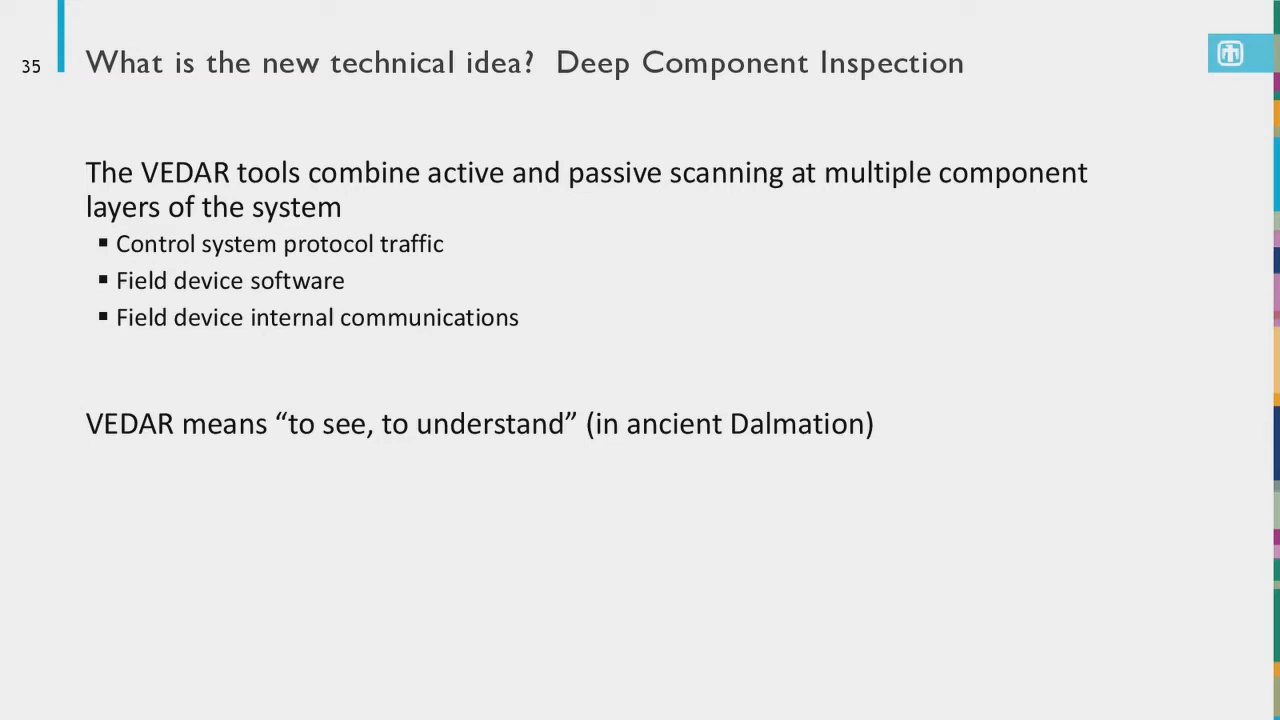 35
What is the new technical idea? Deep Component Inspection
The VEDAR tools combine active and passive scanning at multiple component
layers of the system
▪ Control system protocol traffic
▪ Field device software
▪ Field device internal communications
VEDAR means “to see, to understand” (in ancient Dalmation)